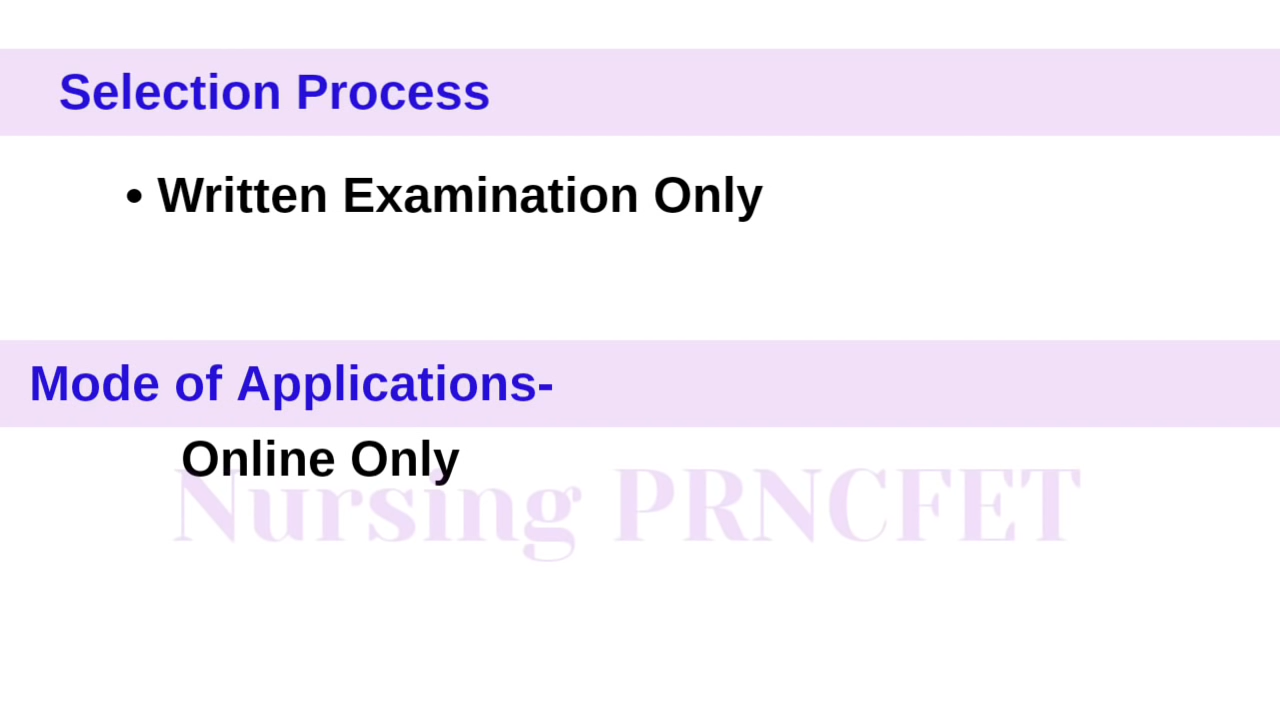 Selection Process
• Written Examination Only
Mode of Applications-
Online Only
Nursing PRNCFET